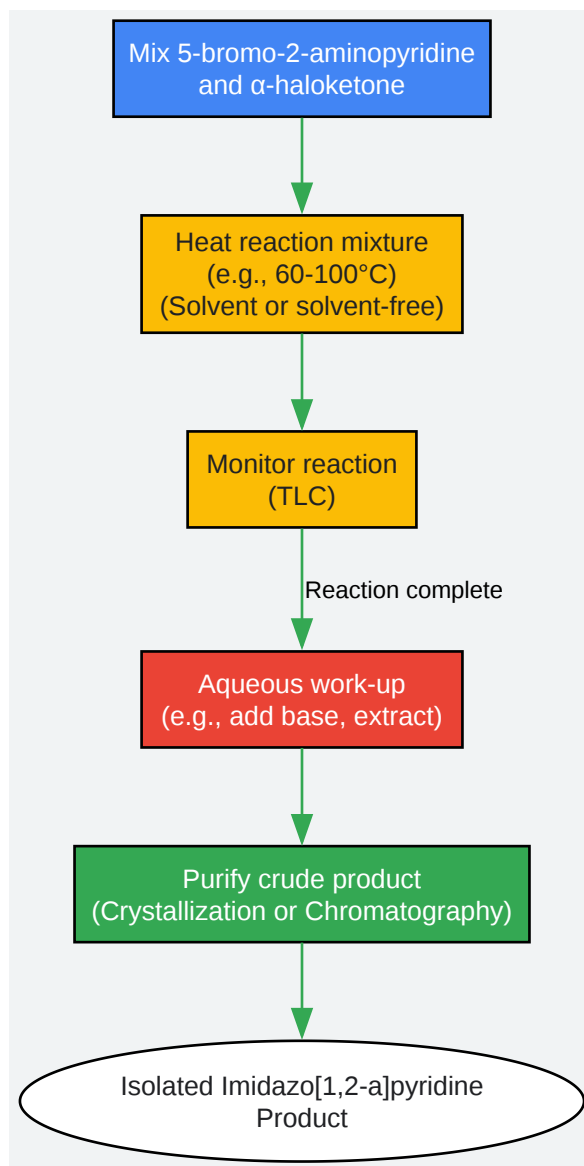 Mix 5-bromo-2-aminopyridine
and α-haloketone
Heat reaction mixture
(e.g., 60-100°C)
(Solvent or solvent-free)
Monitor reaction
(TLC)
Reaction complete
Aqueous work-up
(e.g., add base, extract)
Purify crude product
(Crystallization or Chromatography)
Isolated Imidazo[1,2-a]pyridine
Product